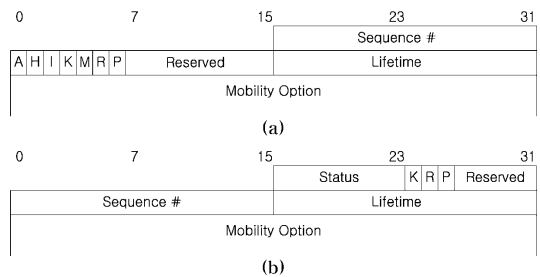 0 7 15 23 31
Sequence #
A H I K M R P Reserved Lifetime
Mobility Option
(a)
0 7 15 23 31
Status K R P Reserved
Sequence # Lifetime
Mobility Option
(b)